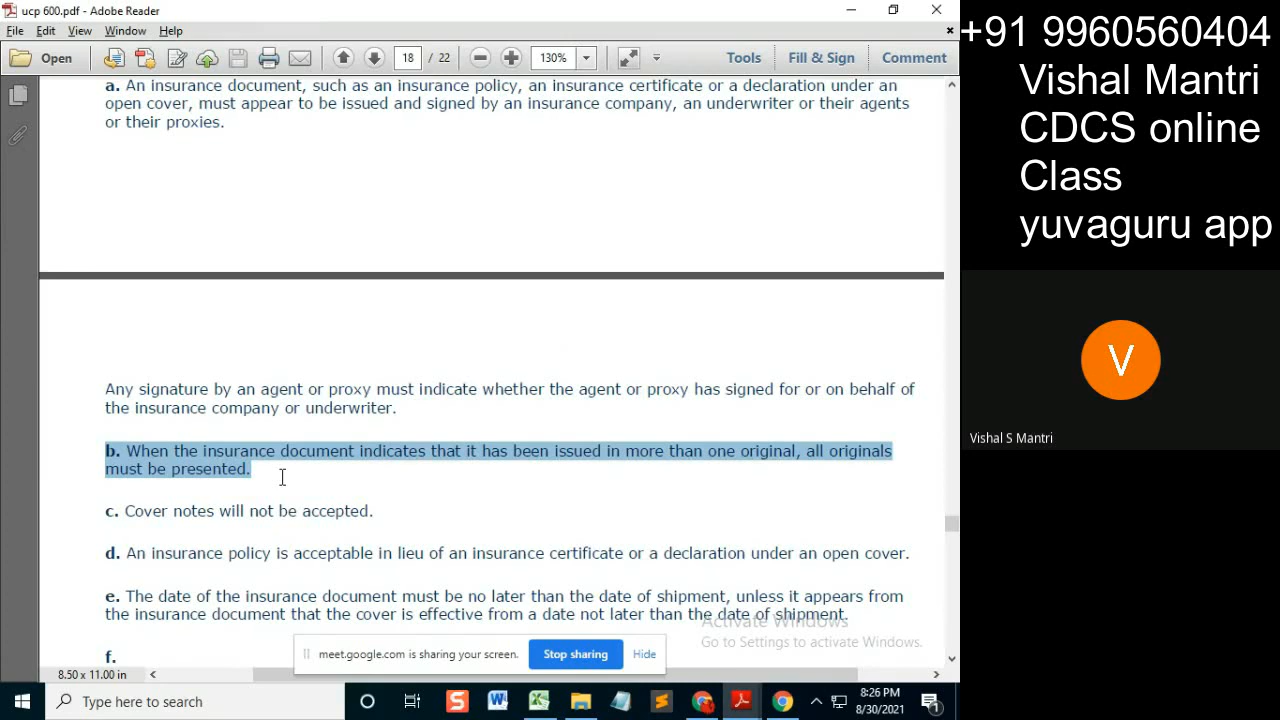 ucp 600.pdf - Adobe Reader
File Edit View Window Help
Open 18 / 22 130% Tools Fill & Sign Comment
a. An insurance document, such as an insurance policy, an insurance certificate or a declaration under an
open cover, must appear to be issued and signed by an insurance company, an underwriter or their agents
or their proxies.
Any signature by an agent or proxy must indicate whether the agent or proxy has signed for or on behalf of
the insurance company or underwriter.
b. When the insurance document indicates that it has been issued in more than one original, all originals
must be presented.
c. Cover notes will not be accepted.
d. An insurance policy is acceptable in lieu of an insurance certificate or a declaration under an open cover.
e. The date of the insurance document must be no later than the date of shipment, unless it appears from
the insurance document that the cover is effective from a date not later than the date of shipment.
f.
Activate Windows
Go to Settings to activate Windows.
meet.google.com is sharing your screen. Stop sharing Hide
8.50 x 11.00 in
Type here to search
8:26 PM
8/30/2021
1
+91 9960560404
Vishal Mantri
CDCS online
Class
yuvaguru app
V
Vishal S Mantri